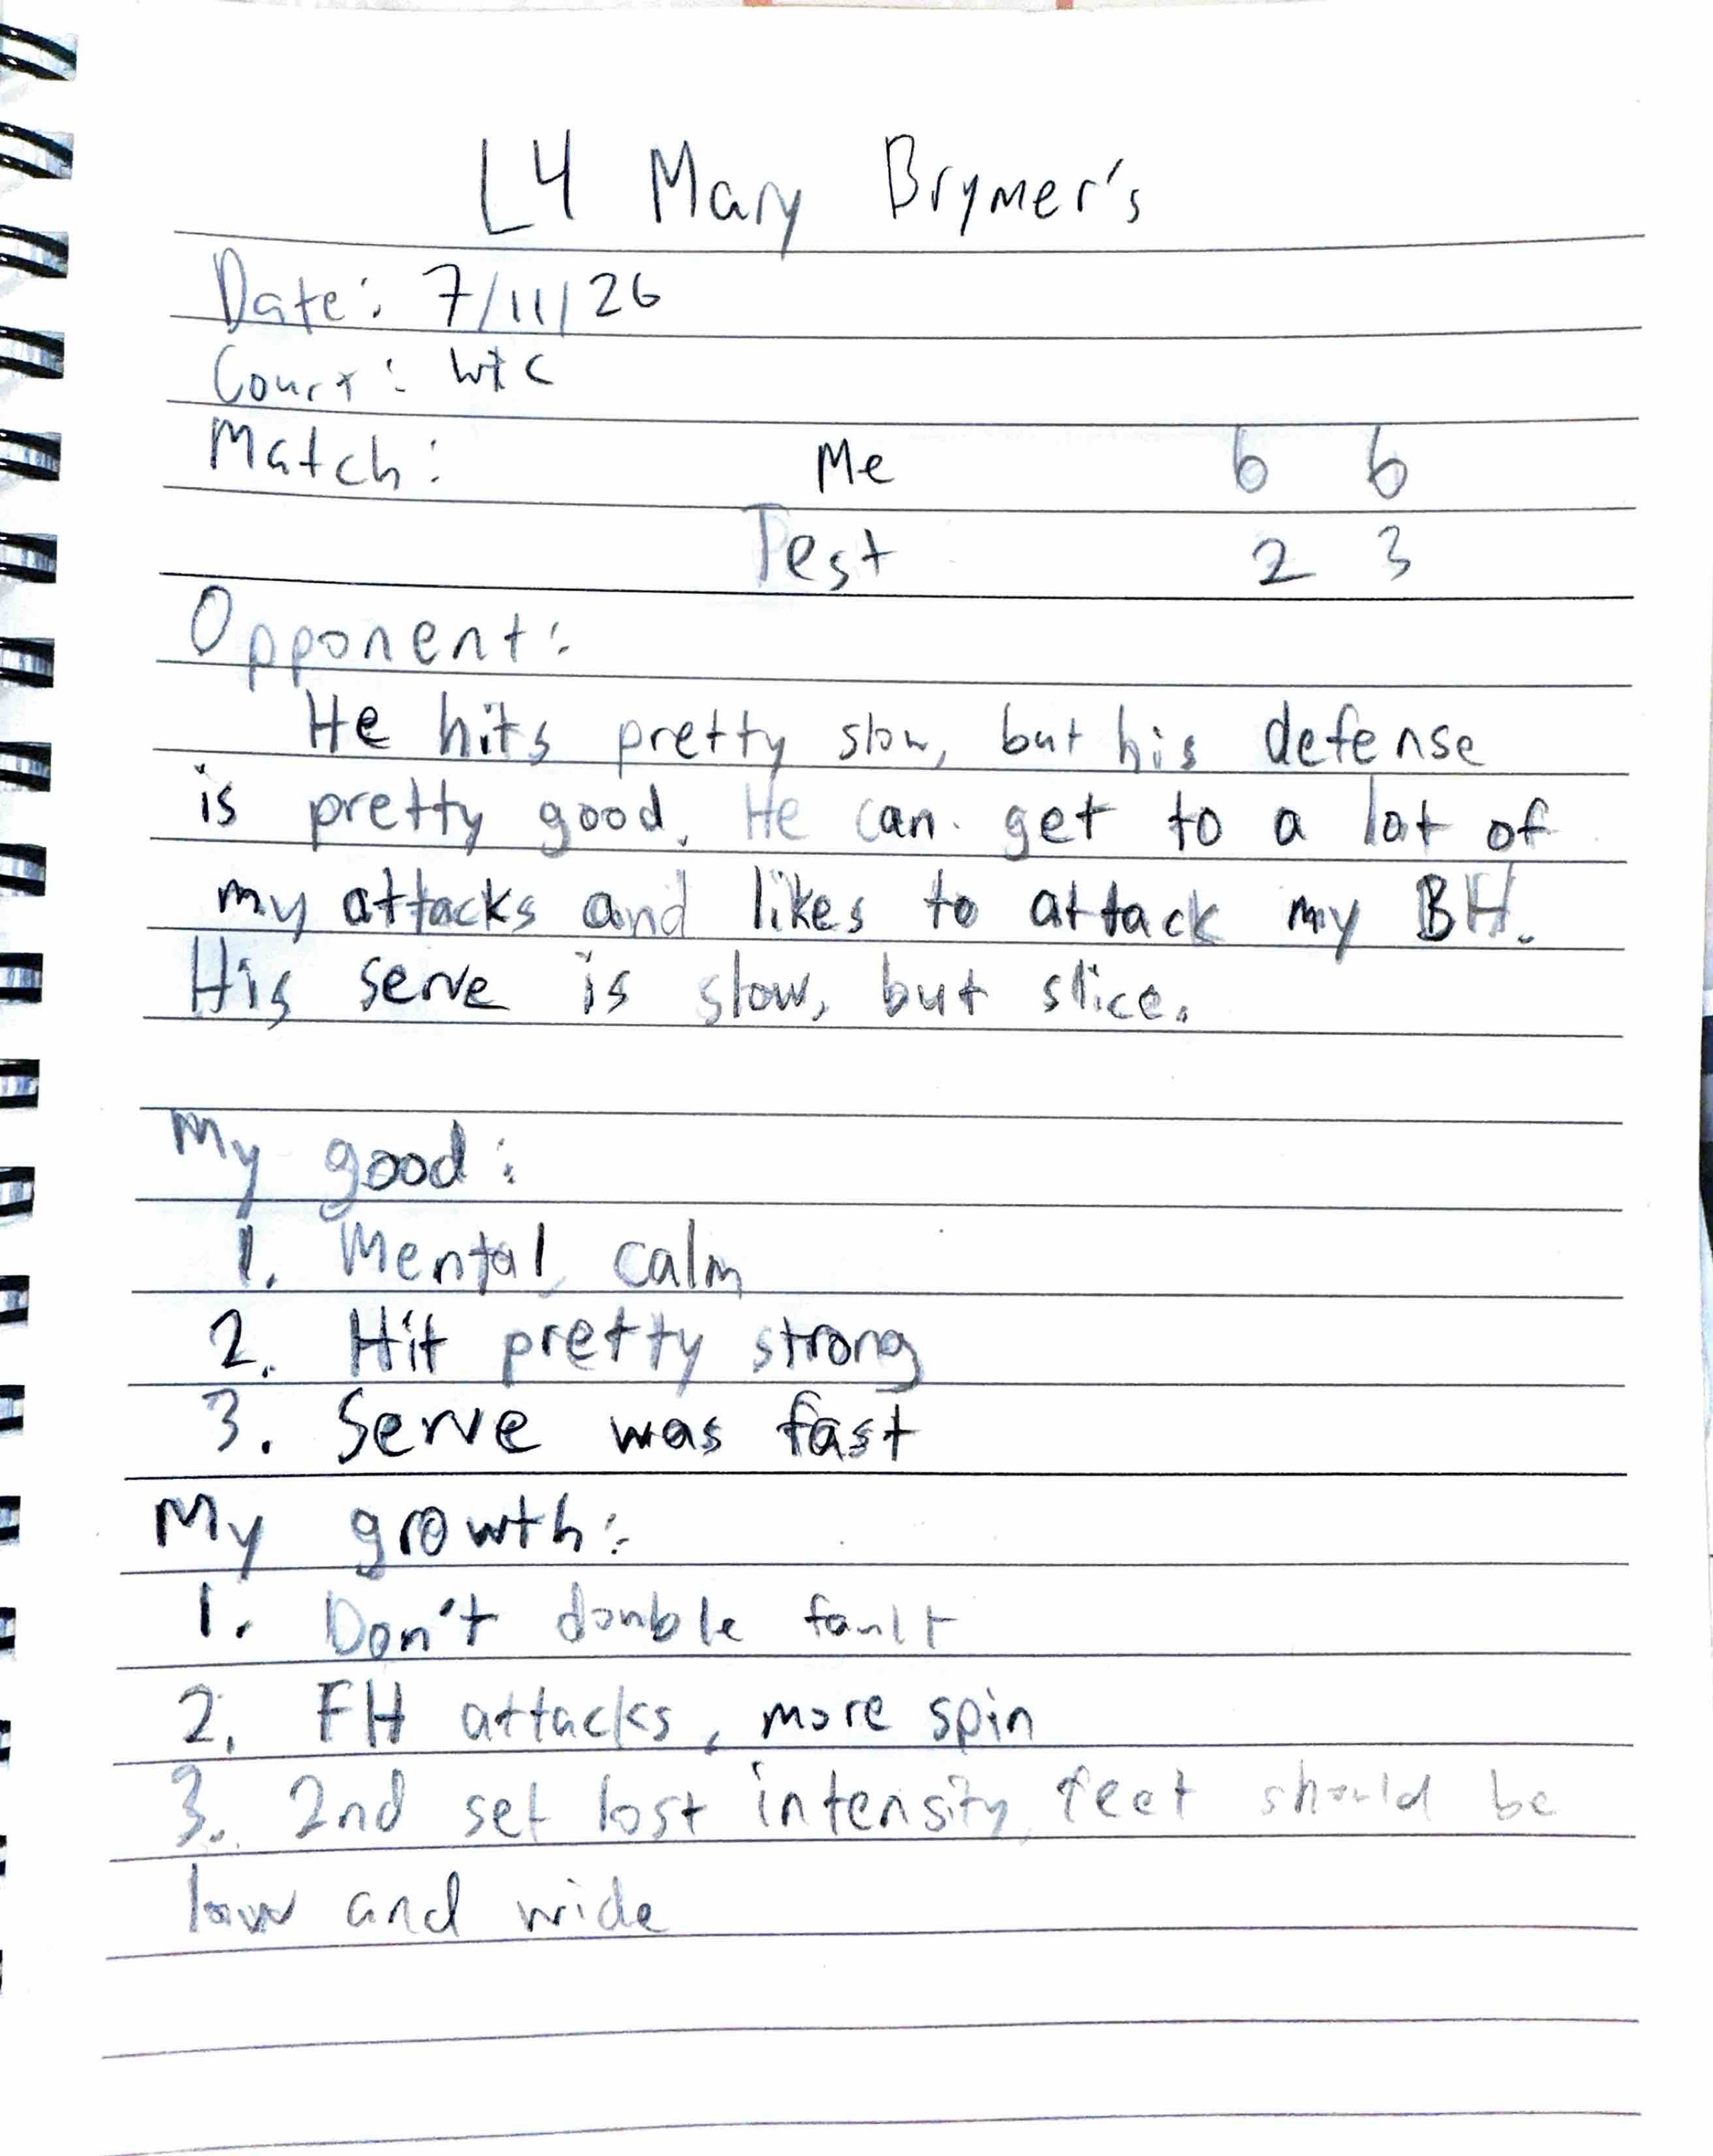 L4 Mary Brymer's
Date: 7/11/26
Court: wtc
Match: Me 6 6
Test 2 3
Opponent:
He hits pretty slow, but his defense
is pretty good. He can get to a lot of
my attacks and likes to attack my BH.
His serve is slow, but slice.
My good:
1. Mental calm
2. Hit pretty strong
3. Serve was fast
My growth:
1. Don't double fault
2. FH attacks, more spin
3. 2nd set lost intensity, feet should be
low and wide